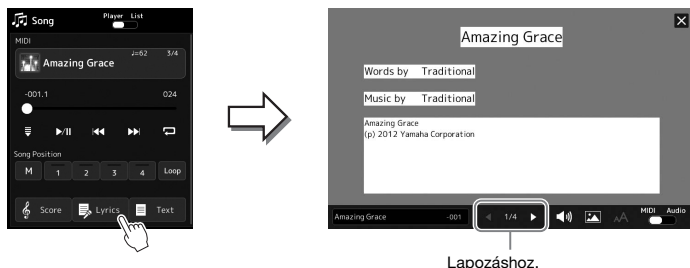 Song
Player List
MIDI
Amazing Grace
♩=62 3/4
-001.1 024
Song Position
M 1 2 3 4 Loop
Score Lyrics Text
Amazing Grace
Words by Traditional
Music by Traditional
Amazing Grace
(p) 2012 Yamaha Corporation
Amazing Grace -001 1/4 AA MIDI Audio
Lapozáshoz.